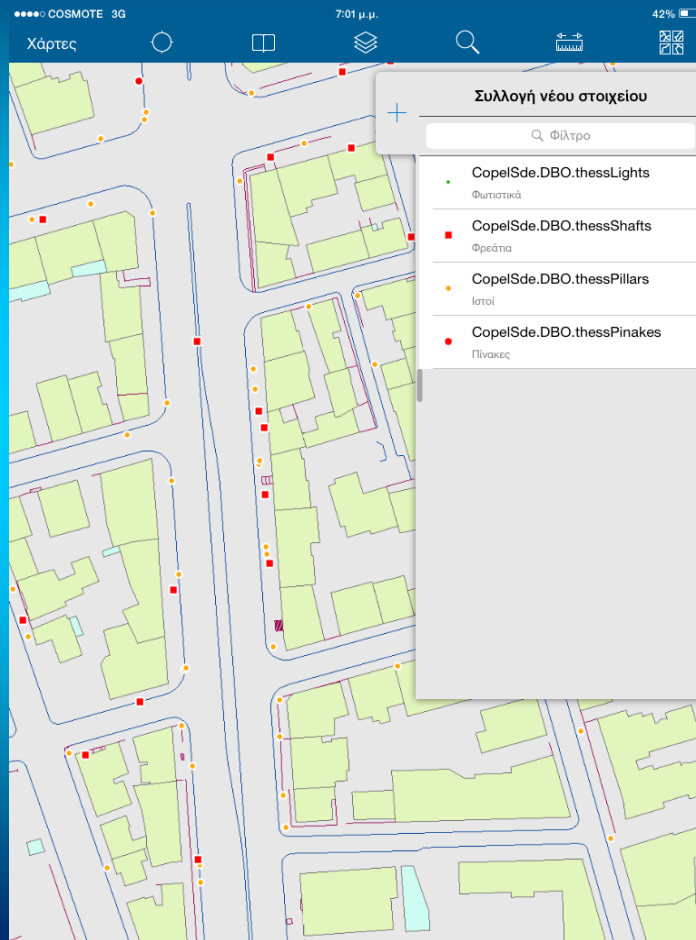 COSMOTE 3G 7:01 μ.μ. 42%
Χάρτες
Συλλογή νέου στοιχείου
Φίλτρο
CopelSde.DBO.thessLights
Φωτιστικά
CopelSde.DBO.thessShafts
Φρεάτια
CopelSde.DBO.thessPillars
Ιστοί
CopelSde.DBO.thessPinakes
Πίνακες